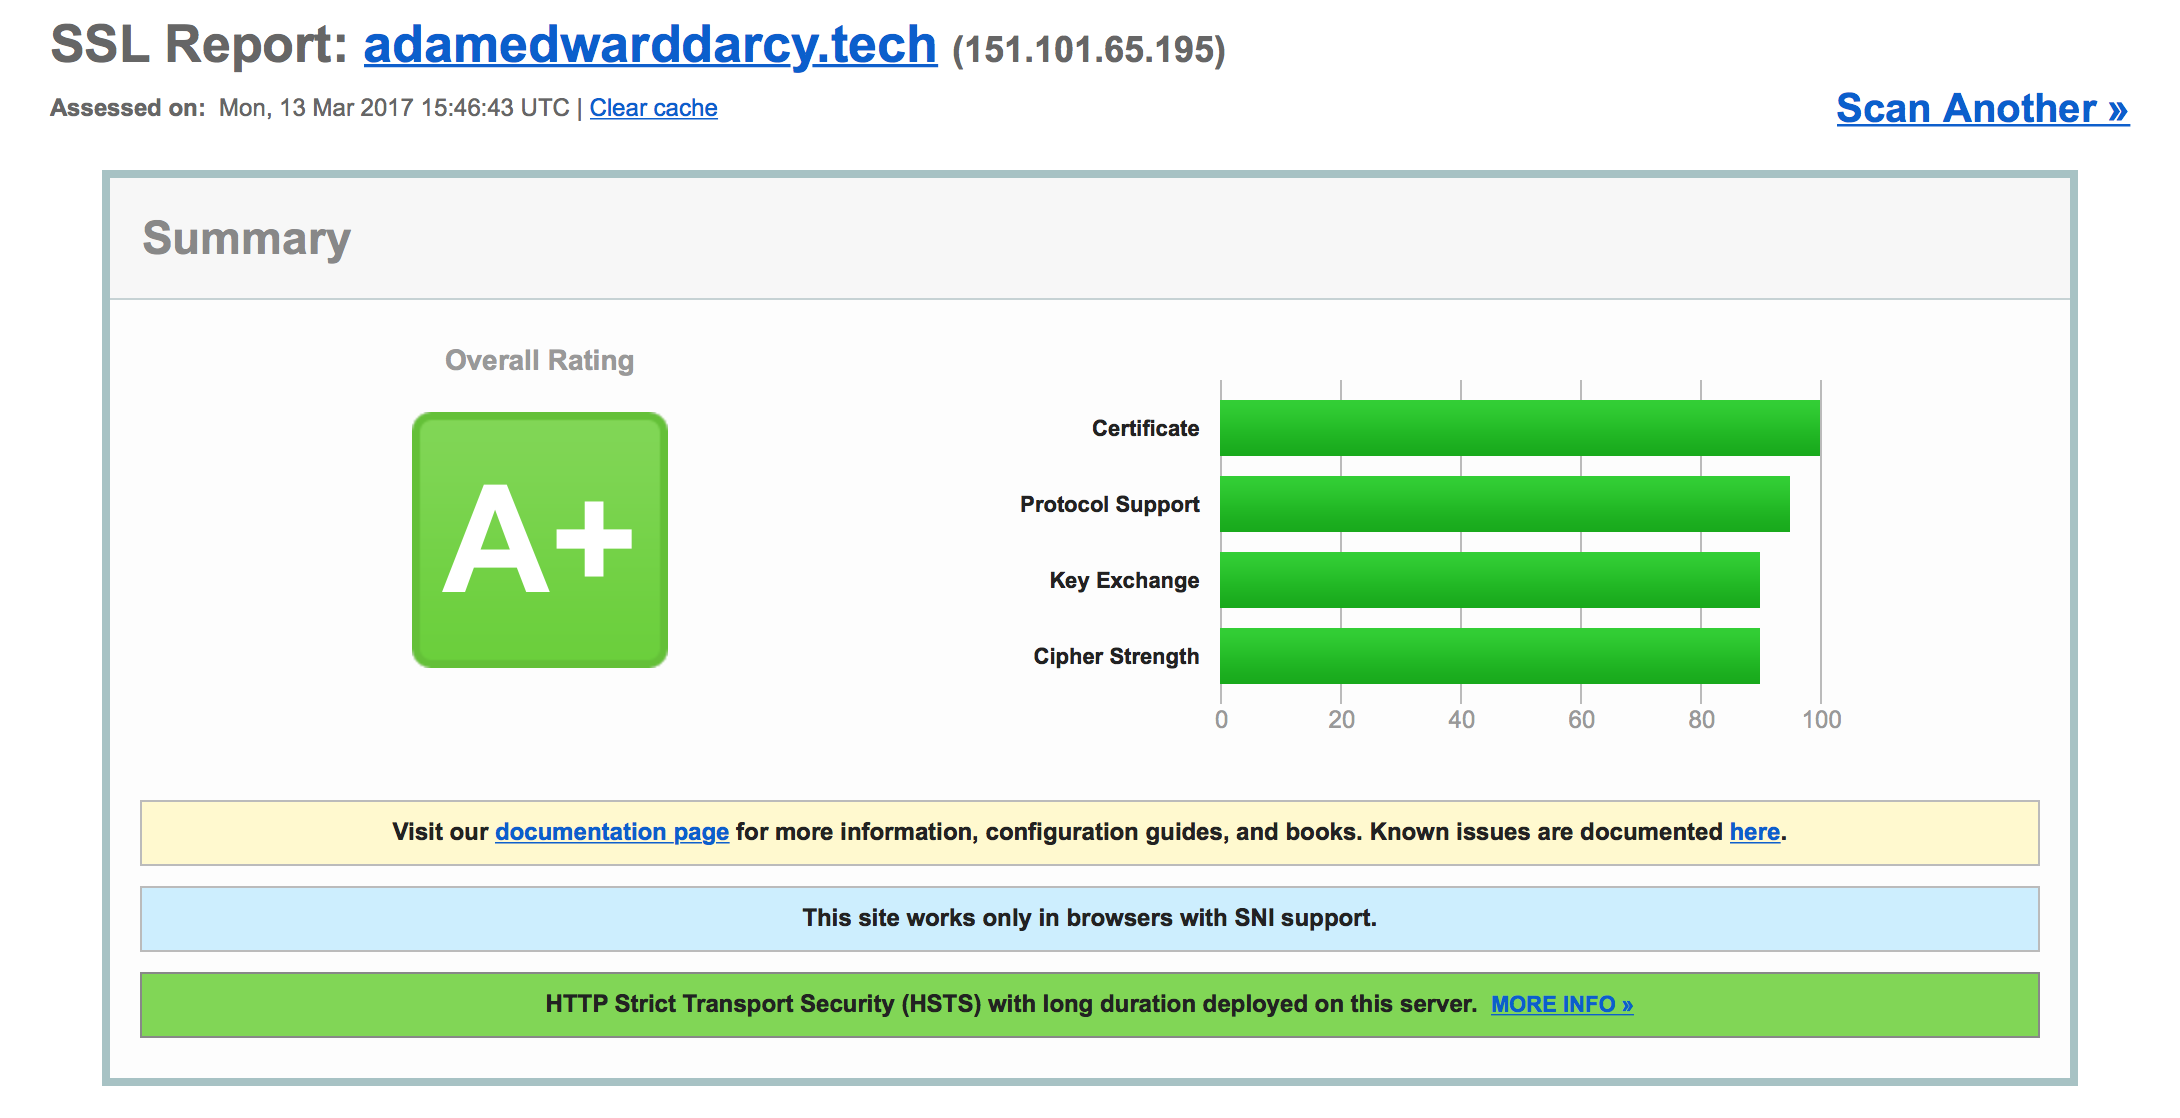 SSL Report: adamedwarddarcy.tech (151.101.65.195)
Assessed on: Mon, 13 Mar 2017 15:46:43 UTC | Clear cache
Scan Another »
Summary
Overall Rating
A+
Certificate
Protocol Support
Key Exchange
Cipher Strength
0 20 40 60 80 100
Visit our documentation page for more information, configuration guides, and books. Known issues are documented here.
This site works only in browsers with SNI support.
HTTP Strict Transport Security (HSTS) with long duration deployed on this server. MORE INFO »